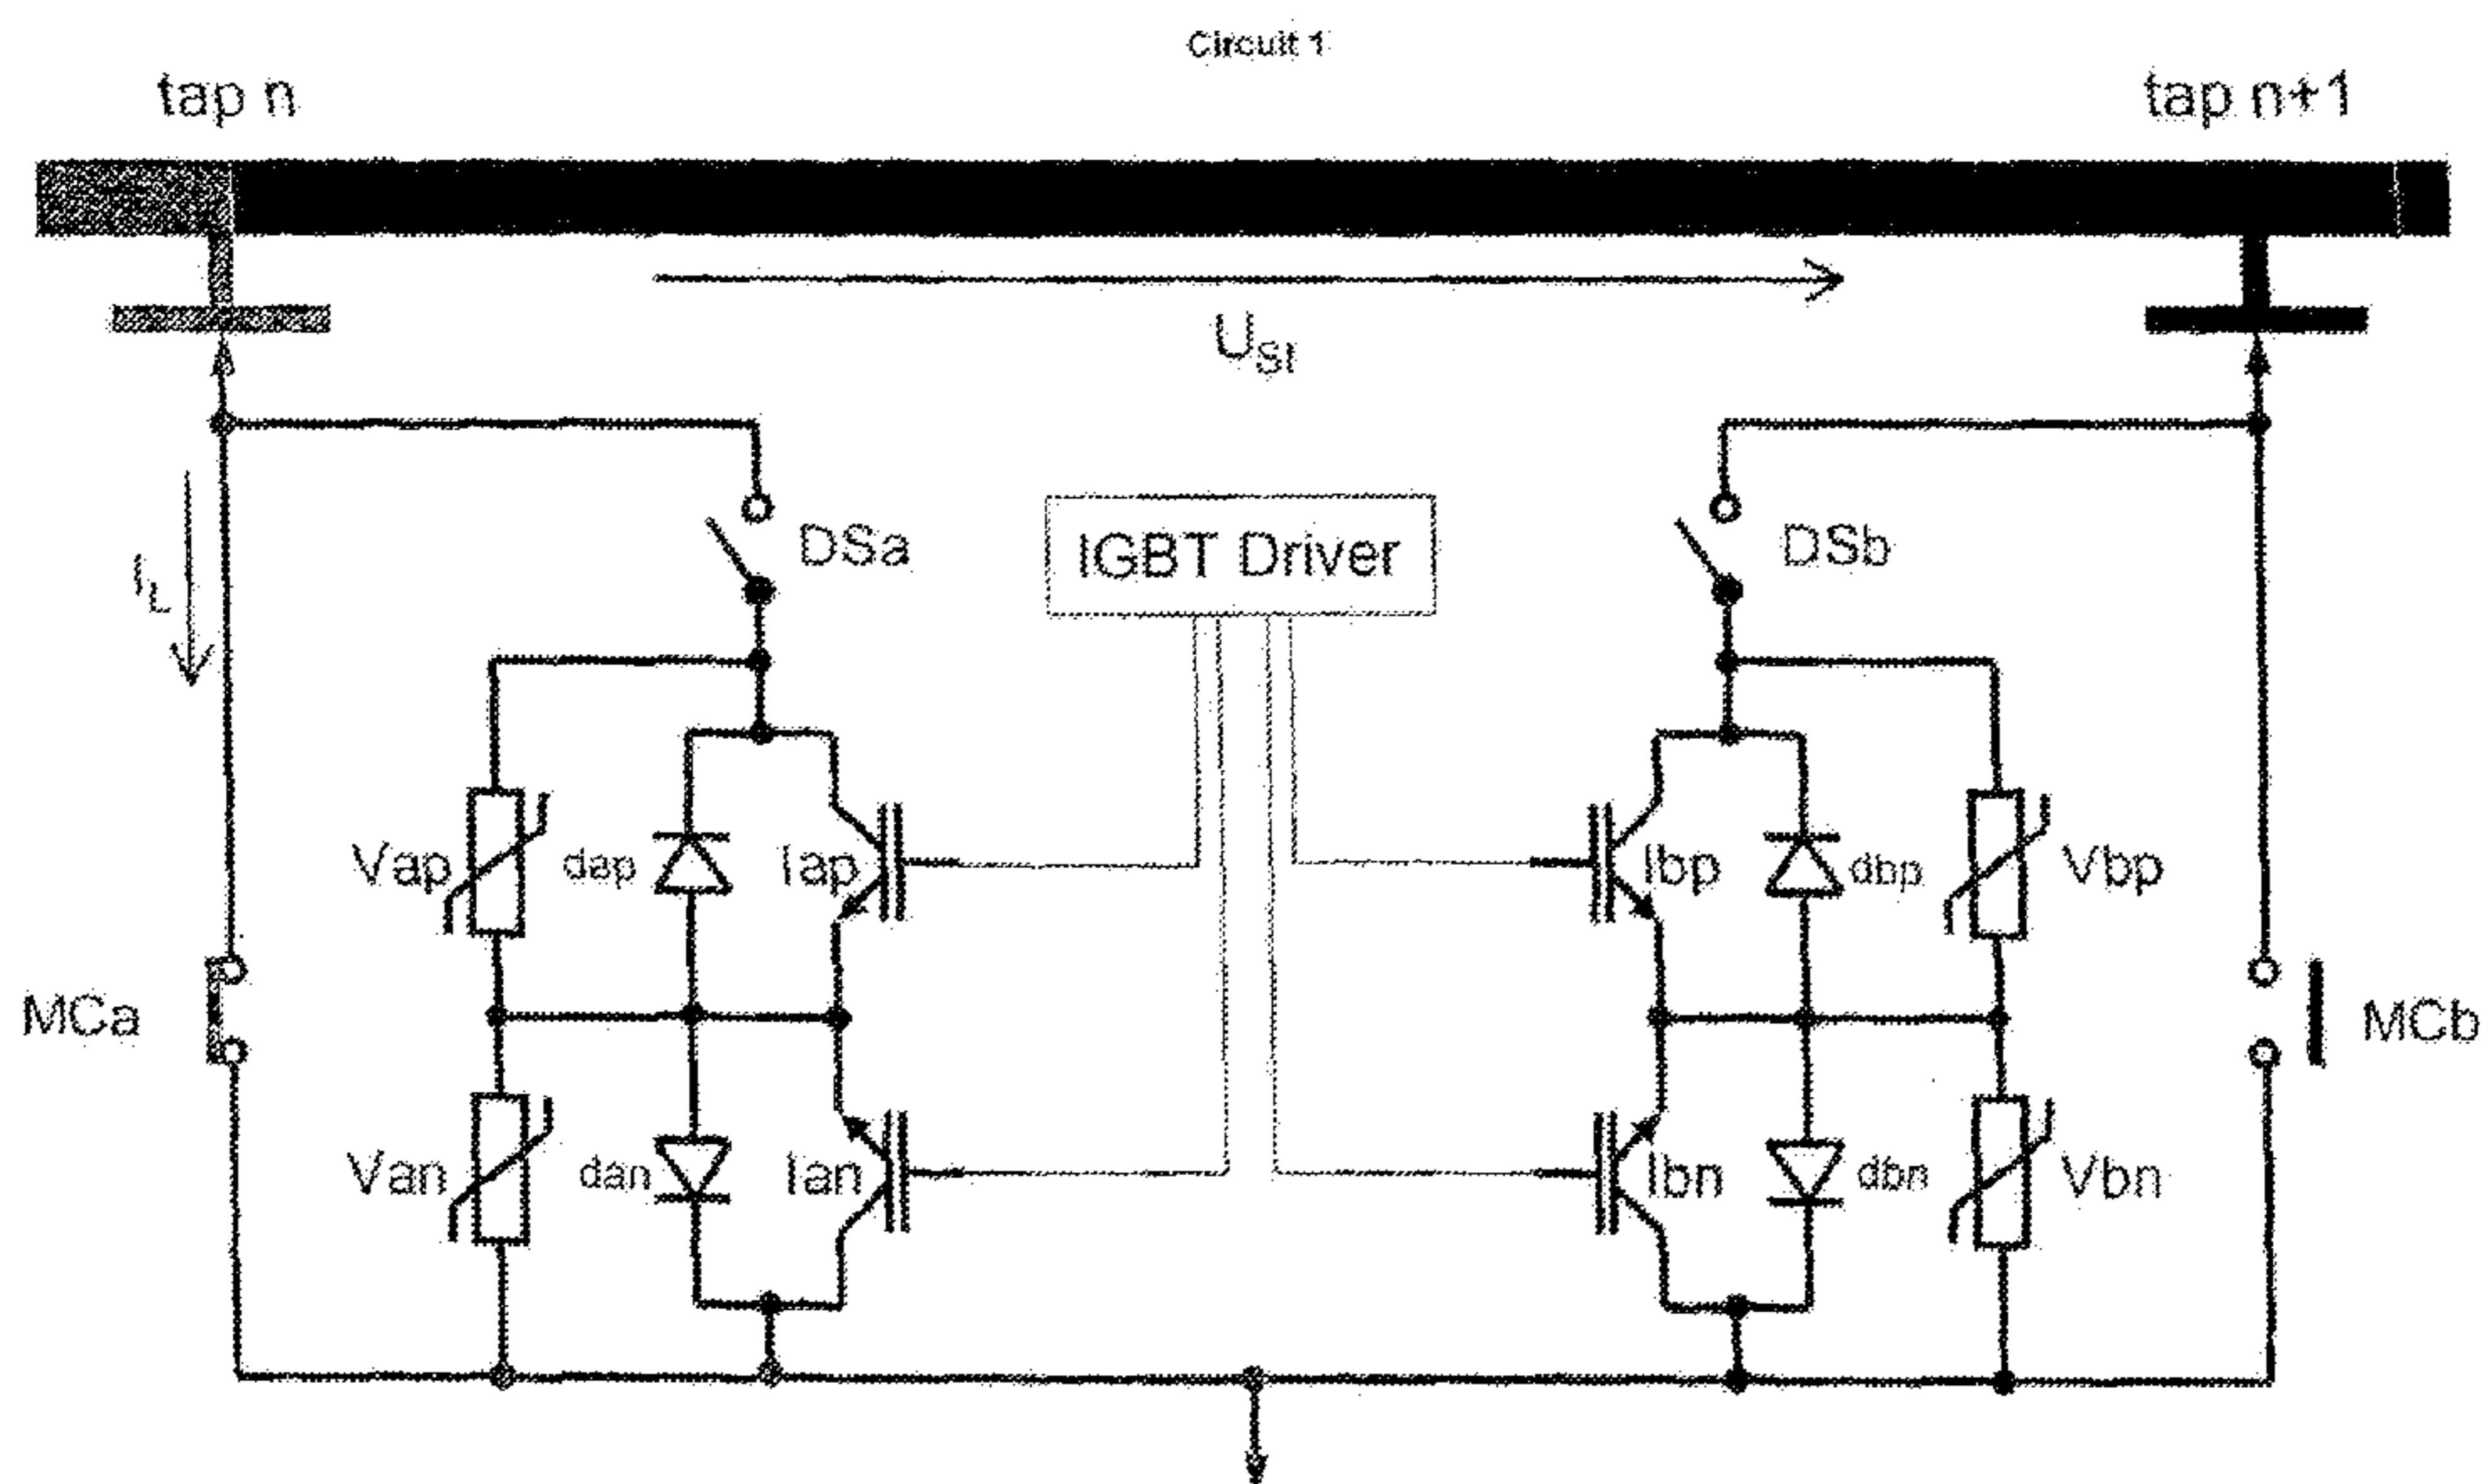 Circuit 1
tap n
tap n+1
U_St
I_L
DSa
IGBT Driver
DSb
Vap
dap
Iap
Ibp
dbp
Vbp
MCa
MCb
Van
dan
Ian
Ibn
dbn
Vbn